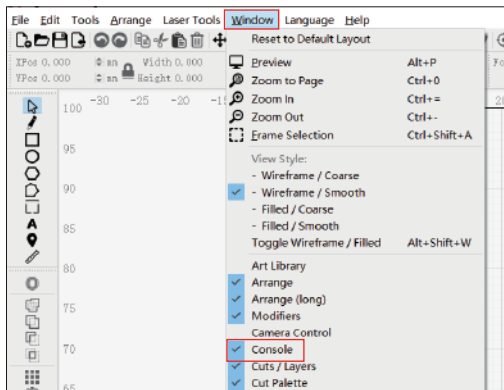 File Edit Tools Arrange Laser Tools Window Language Help
Reset to Default Layout
XPos 0.000 Width 0.000
YPos 0.000 Height 0.000
Preview Alt+P
Zoom to Page Ctrl+0
Zoom In Ctrl+=
Zoom Out Ctrl+-
Frame Selection Ctrl+Shift+A
View Style:
- Wireframe / Coarse
- Wireframe / Smooth
- Filled / Coarse
- Filled / Smooth
Toggle Wireframe / Filled Alt+Shift+W
Art Library
Arrange
Arrange (long)
Modifiers
Camera Control
Console
Cuts / Layers
Cut Palette
-30 -25 -20
100
95
90
85
80
75
70
65